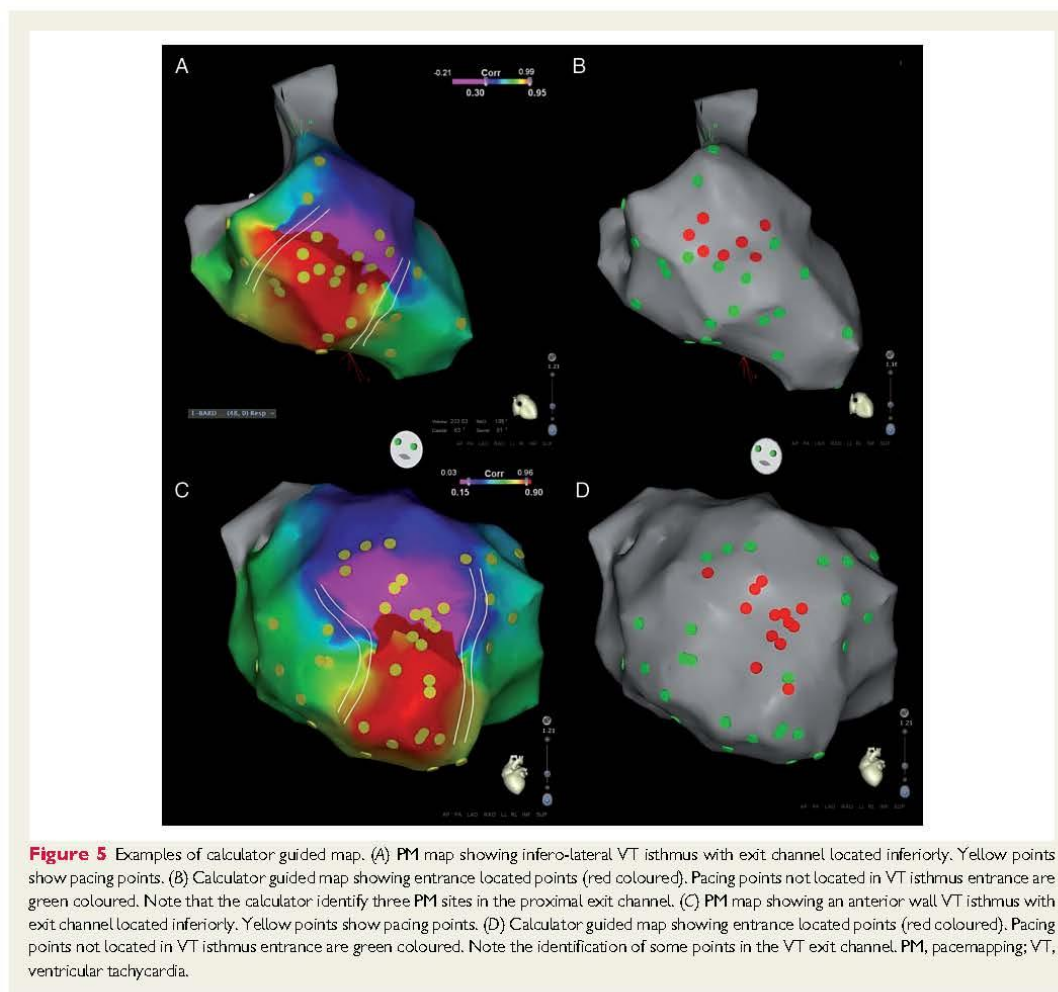 A
B
-0.21 Corr 0.99
0.30 0.95
1.21
C
D
0.03 Corr 0.96
0.15 0.90
1.21
1.21
Figure 5 Examples of calculator guided map. (A) PM map showing infero-lateral VT isthmus with exit channel located inferiorly. Yellow points
show pacing points. (B) Calculator guided map showing entrance located points (red coloured). Pacing points not located in VT isthmus entrance are
green coloured. Note that the calculator identify three PM sites in the proximal exit channel. (C) PM map showing an anterior wall VT isthmus with
exit channel located inferiorly. Yellow points show pacing points. (D) Calculator guided map showing entrance located points (red coloured). Pacing
points not located in VT isthmus entrance are green coloured. Note the identification of some points in the VT exit channel. PM, pacemapping; VT,
ventricular tachycardia.